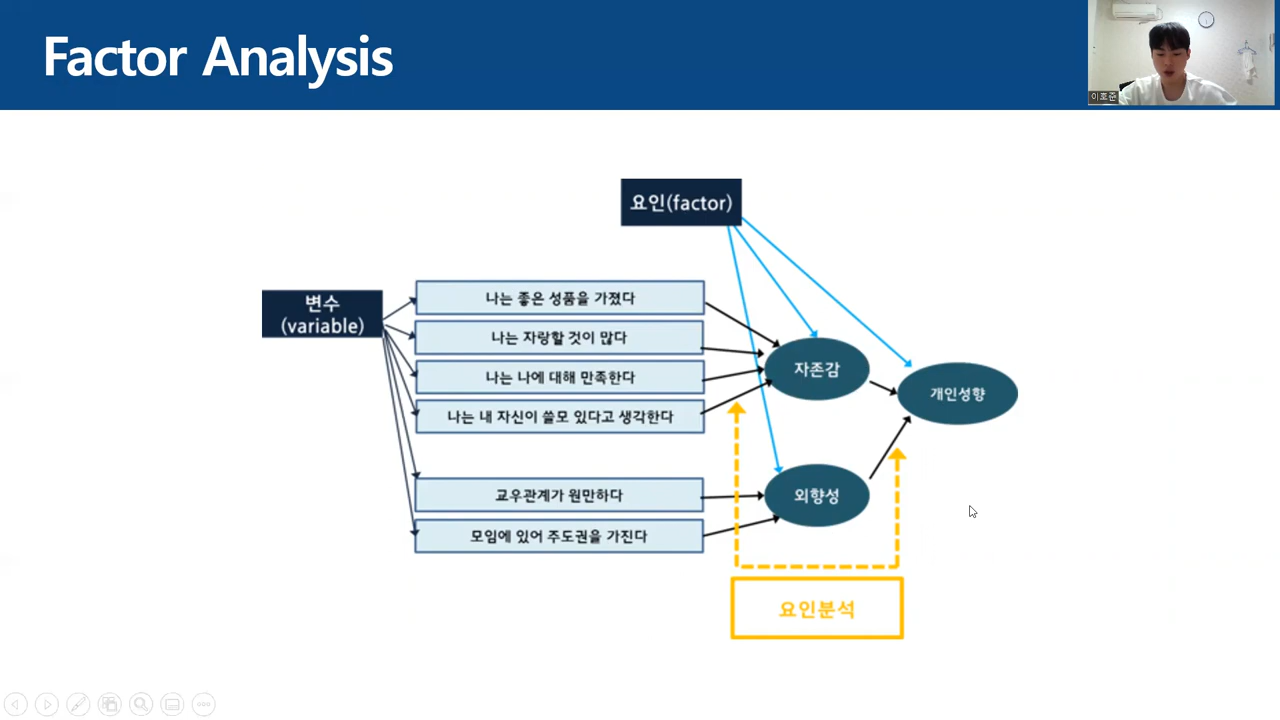 Factor Analysis
이호준
요인(factor)
변수
(variable)
나는 좋은 성품을 가졌다
나는 자랑할 것이 많다
나는 나에 대해 만족한다
나는 내 자신이 쓸모 있다고 생각한다
교우관계가 원만하다
모임에 있어 주도권을 가진다
자존감
개인성향
외향성
요인분석